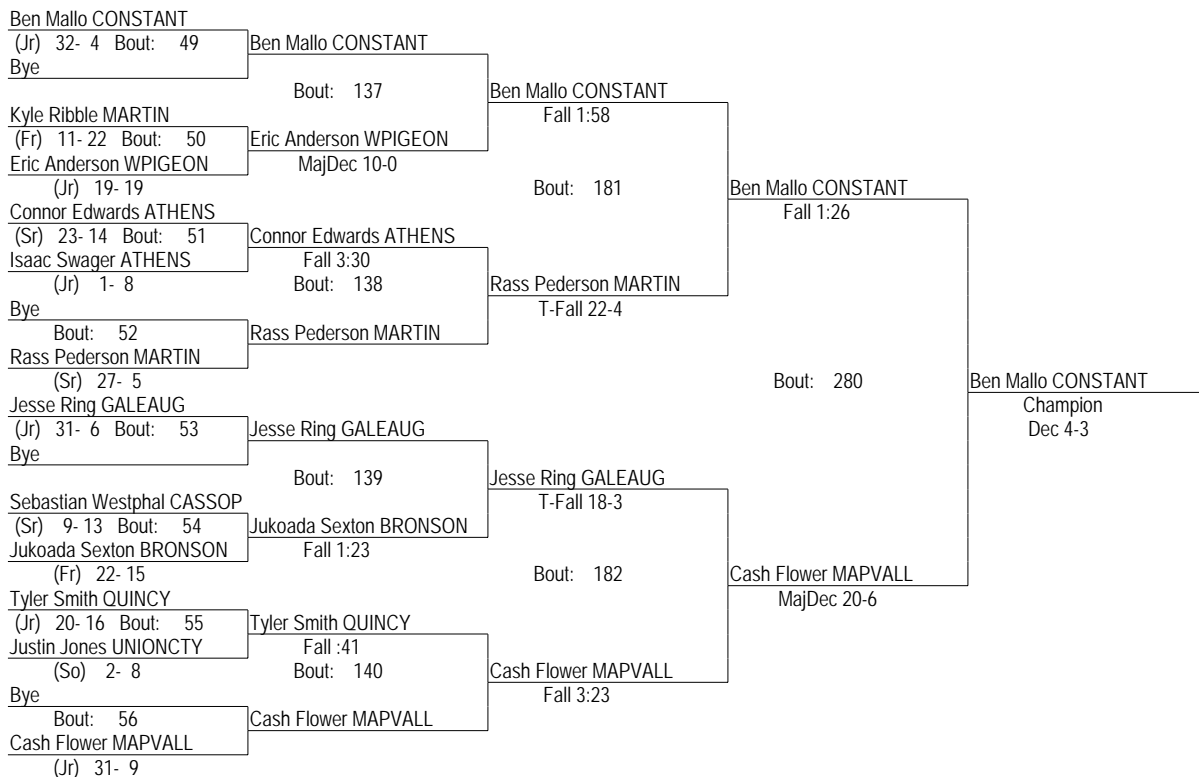 Ben Mallo CONSTANT
(Jr) 32- 4 Bout: 49
Ben Mallo CONSTANT
Bye
Bout: 137
Ben Mallo CONSTANT
Kyle Ribble MARTIN
Fall 1:58
(Fr) 11- 22 Bout: 50
Eric Anderson WPIGEON
Eric Anderson WPIGEON
MajDec 10-0
(Jr) 19- 19
Bout: 181
Ben Mallo CONSTANT
Connor Edwards ATHENS
Fall 1:26
(Sr) 23- 14 Bout: 51
Connor Edwards ATHENS
Isaac Swager ATHENS
Fall 3:30
(Jr) 1- 8
Bout: 138
Rass Pederson MARTIN
Bye
T-Fall 22-4
Bout: 52
Rass Pederson MARTIN
Rass Pederson MARTIN
(Sr) 27- 5
Bout: 280
Ben Mallo CONSTANT
Jesse Ring GALEAUG
Champion
(Jr) 31- 6 Bout: 53
Jesse Ring GALEAUG
Dec 4-3
Bye
Bout: 139
Jesse Ring GALEAUG
Sebastian Westphal CASSOP
T-Fall 18-3
(Sr) 9- 13 Bout: 54
Jukoada Sexton BRONSON
Jukoada Sexton BRONSON
Fall 1:23
(Fr) 22- 15
Bout: 182
Cash Flower MAPVALL
Tyler Smith QUINCY
MajDec 20-6
(Jr) 20- 16 Bout: 55
Tyler Smith QUINCY
Justin Jones UNIONCTY
Fall :41
(So) 2- 8
Bout: 140
Cash Flower MAPVALL
Bye
Fall 3:23
Bout: 56
Cash Flower MAPVALL
Cash Flower MAPVALL
(Jr) 31- 9